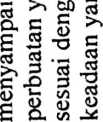 menyampai
perbuatan y
sesuai deng
keadaan yan